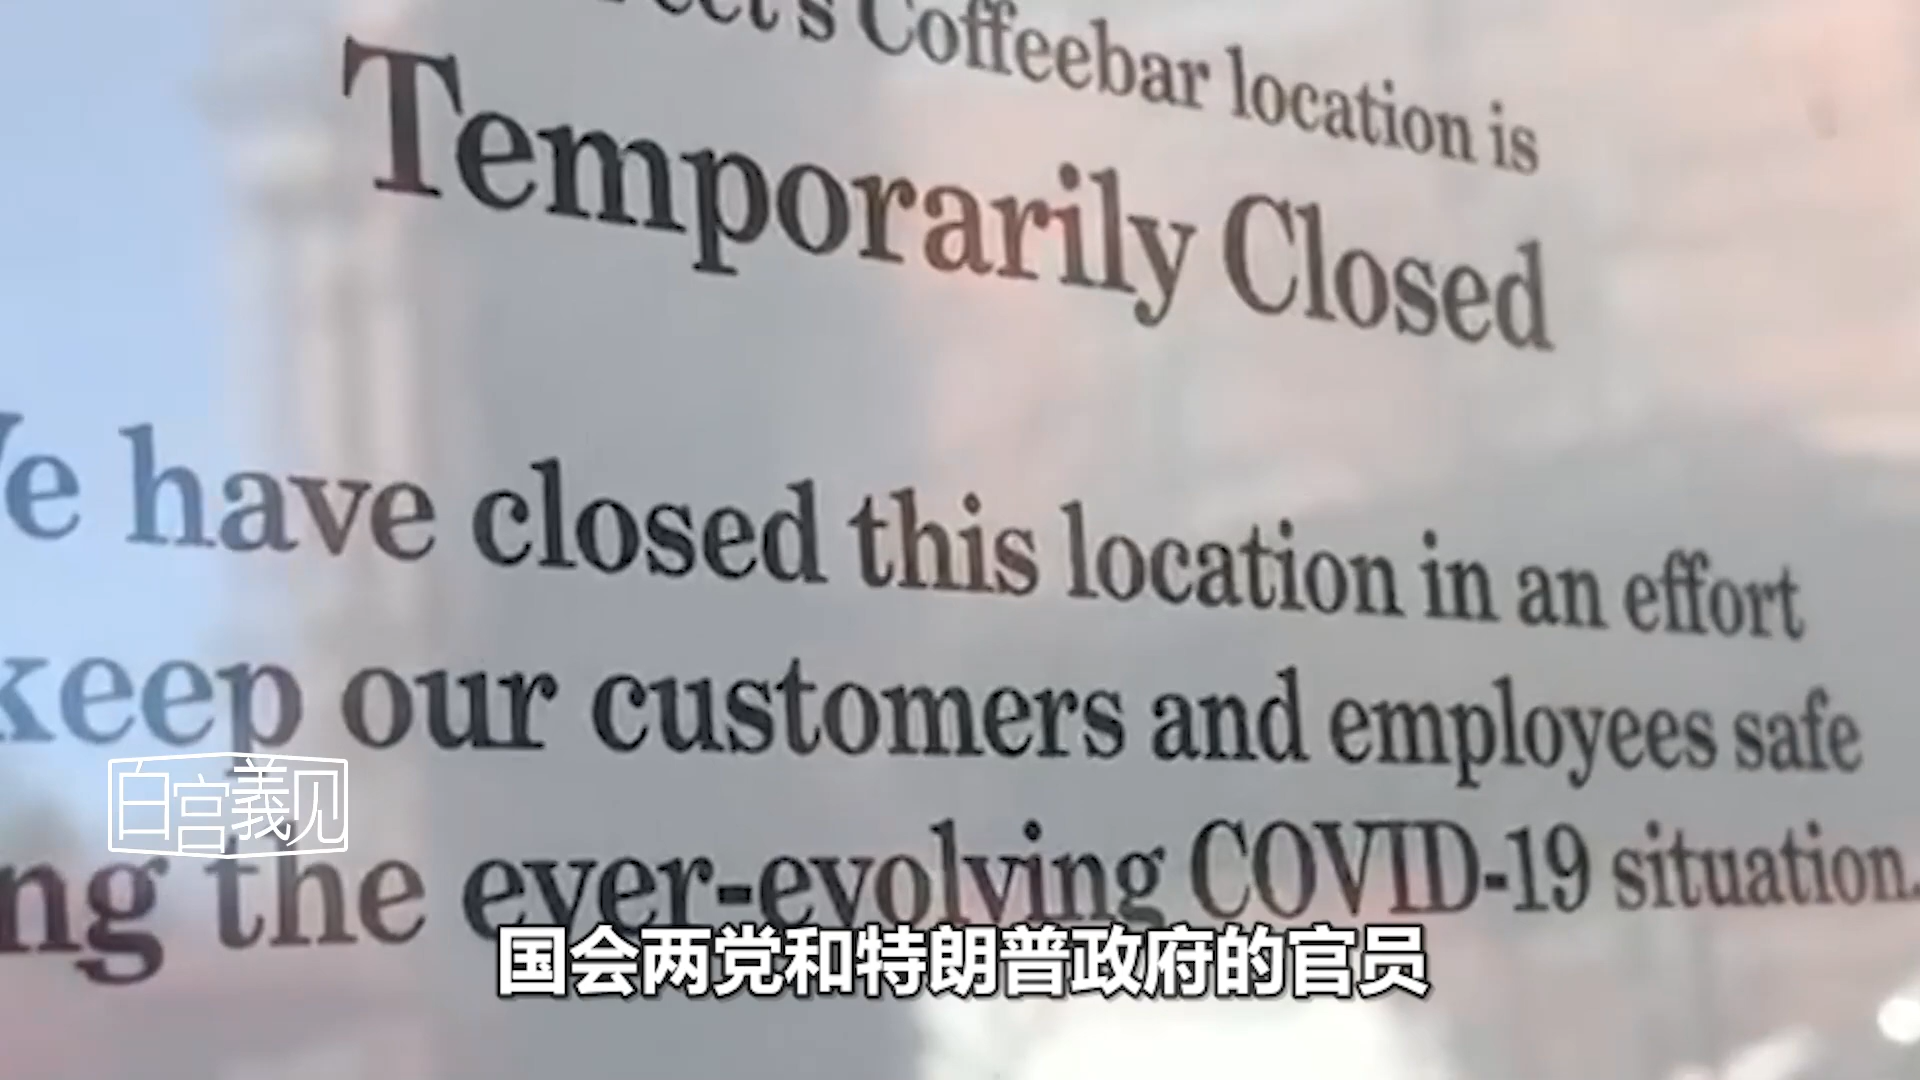 Coffeebar location is
Temporarily Closed
have closed this location in an effort
keep our customers and employees safe
the ever-evolving COVID-19 situation.
白宫義见
国会两党和特朗普政府的官员